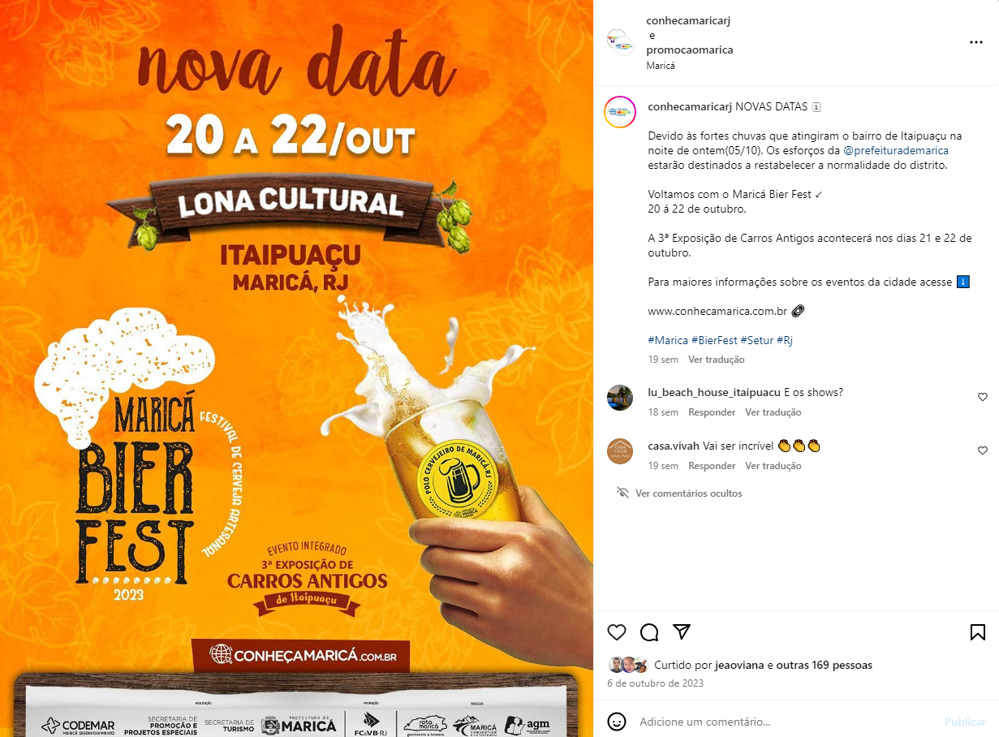 nova data
20 A 22/OUT
LONA CULTURAL
ITAIPUAÇU
MARICÁ, RJ
MARICÁ
BIER
FEST
2023
FESTIVAL DE CERVEJA ARTESANAL
POLO CERVEJEIRO DE MARICÁ-RJ
EVENTO INTEGRADO
3ª EXPOSIÇÃO DE
CARROS ANTIGOS
de Itaipuaçu
CONHEÇAMARICÁ.COM.BR
REALIZAÇÃO
PROMOÇÃO
PARCERIA
CODEMAR
MARICÁ DESENVOLVIMENTO
SECRETARIA DE
PROMOÇÃO E
PROJETOS ESPECIAIS
SECRETARIA DE
TURISMO
PREFEITURA DE
MARICÁ
FC&VB-RJ
rota
maricá
MARICÁ
CONVENTION
agm
conhecamaricarj
e
promocaomarica
Maricá
conhecamaricarj NOVAS DATAS 1️
Devido às fortes chuvas que atingiram o bairro de Itaipuaçu na
noite de ontem(05/10). Os esforços da @prefeiturademarica
estarão destinados a restabelecer a normalidade do distrito.
Voltamos com o Maricá Bier Fest ↙
20 á 22 de outubro.
A 3ª Exposição de Carros Antigos acontecerá nos dias 21 e 22 de
outubro.
Para maiores informações sobre os eventos da cidade acesse ⬇️
www.conhecamarica.com.br 🔗
#Marica #BierFest #Setur #Rj
19 sem Ver tradução
lu_beach_house_itaipuacu E os shows?
18 sem Responder Ver tradução
casa.vivah Vai ser incrível 👏👏👏
19 sem Responder Ver tradução
Ver comentários ocultos
Curtido por jeaoviana e outras 169 pessoas
6 de outubro de 2023
Adicione um comentário...
Publicar